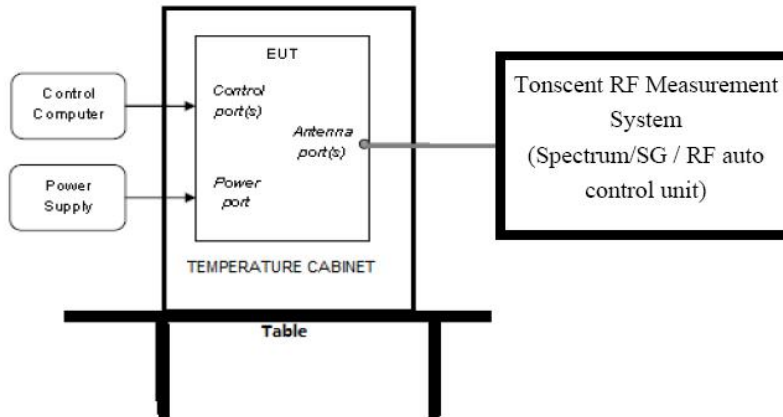 EUT
Control
port(s)
Antenna
port(s)
Power
port
Control
Computer
Power
Supply
TEMPERATURE CABINET
Table
Tonscent RF Measurement
System
(Spectrum/SG / RF auto
control unit)